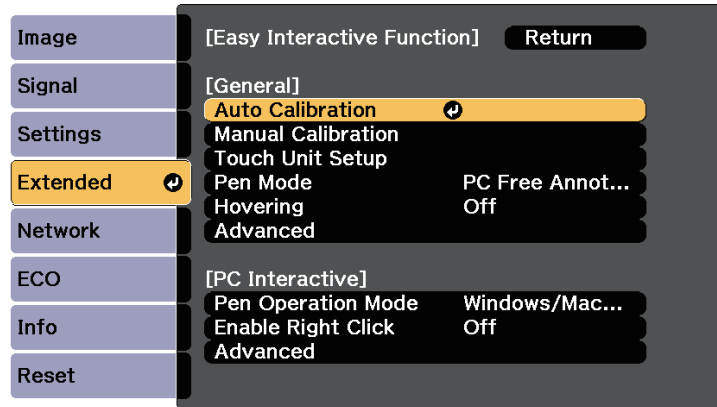 Image
Signal
Settings
Extended
Network
ECO
Info
Reset
[Easy Interactive Function] Return
[General]
Auto Calibration
Manual Calibration
Touch Unit Setup
Pen Mode PC Free Annot...
Hovering Off
Advanced
[PC Interactive]
Pen Operation Mode Windows/Mac...
Enable Right Click Off
Advanced